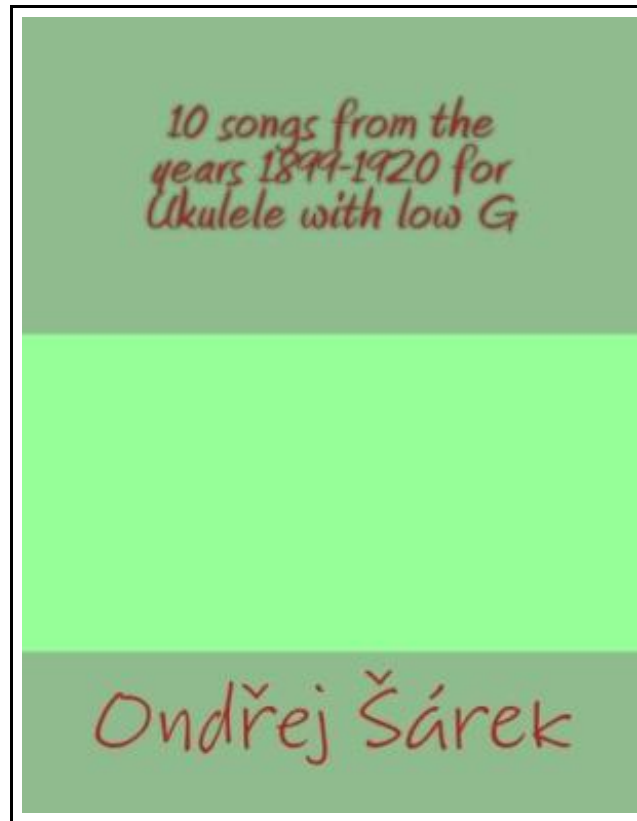 10 songs from the
years 1899-1920 for
Ukulele with low G
Ondřej Šárek